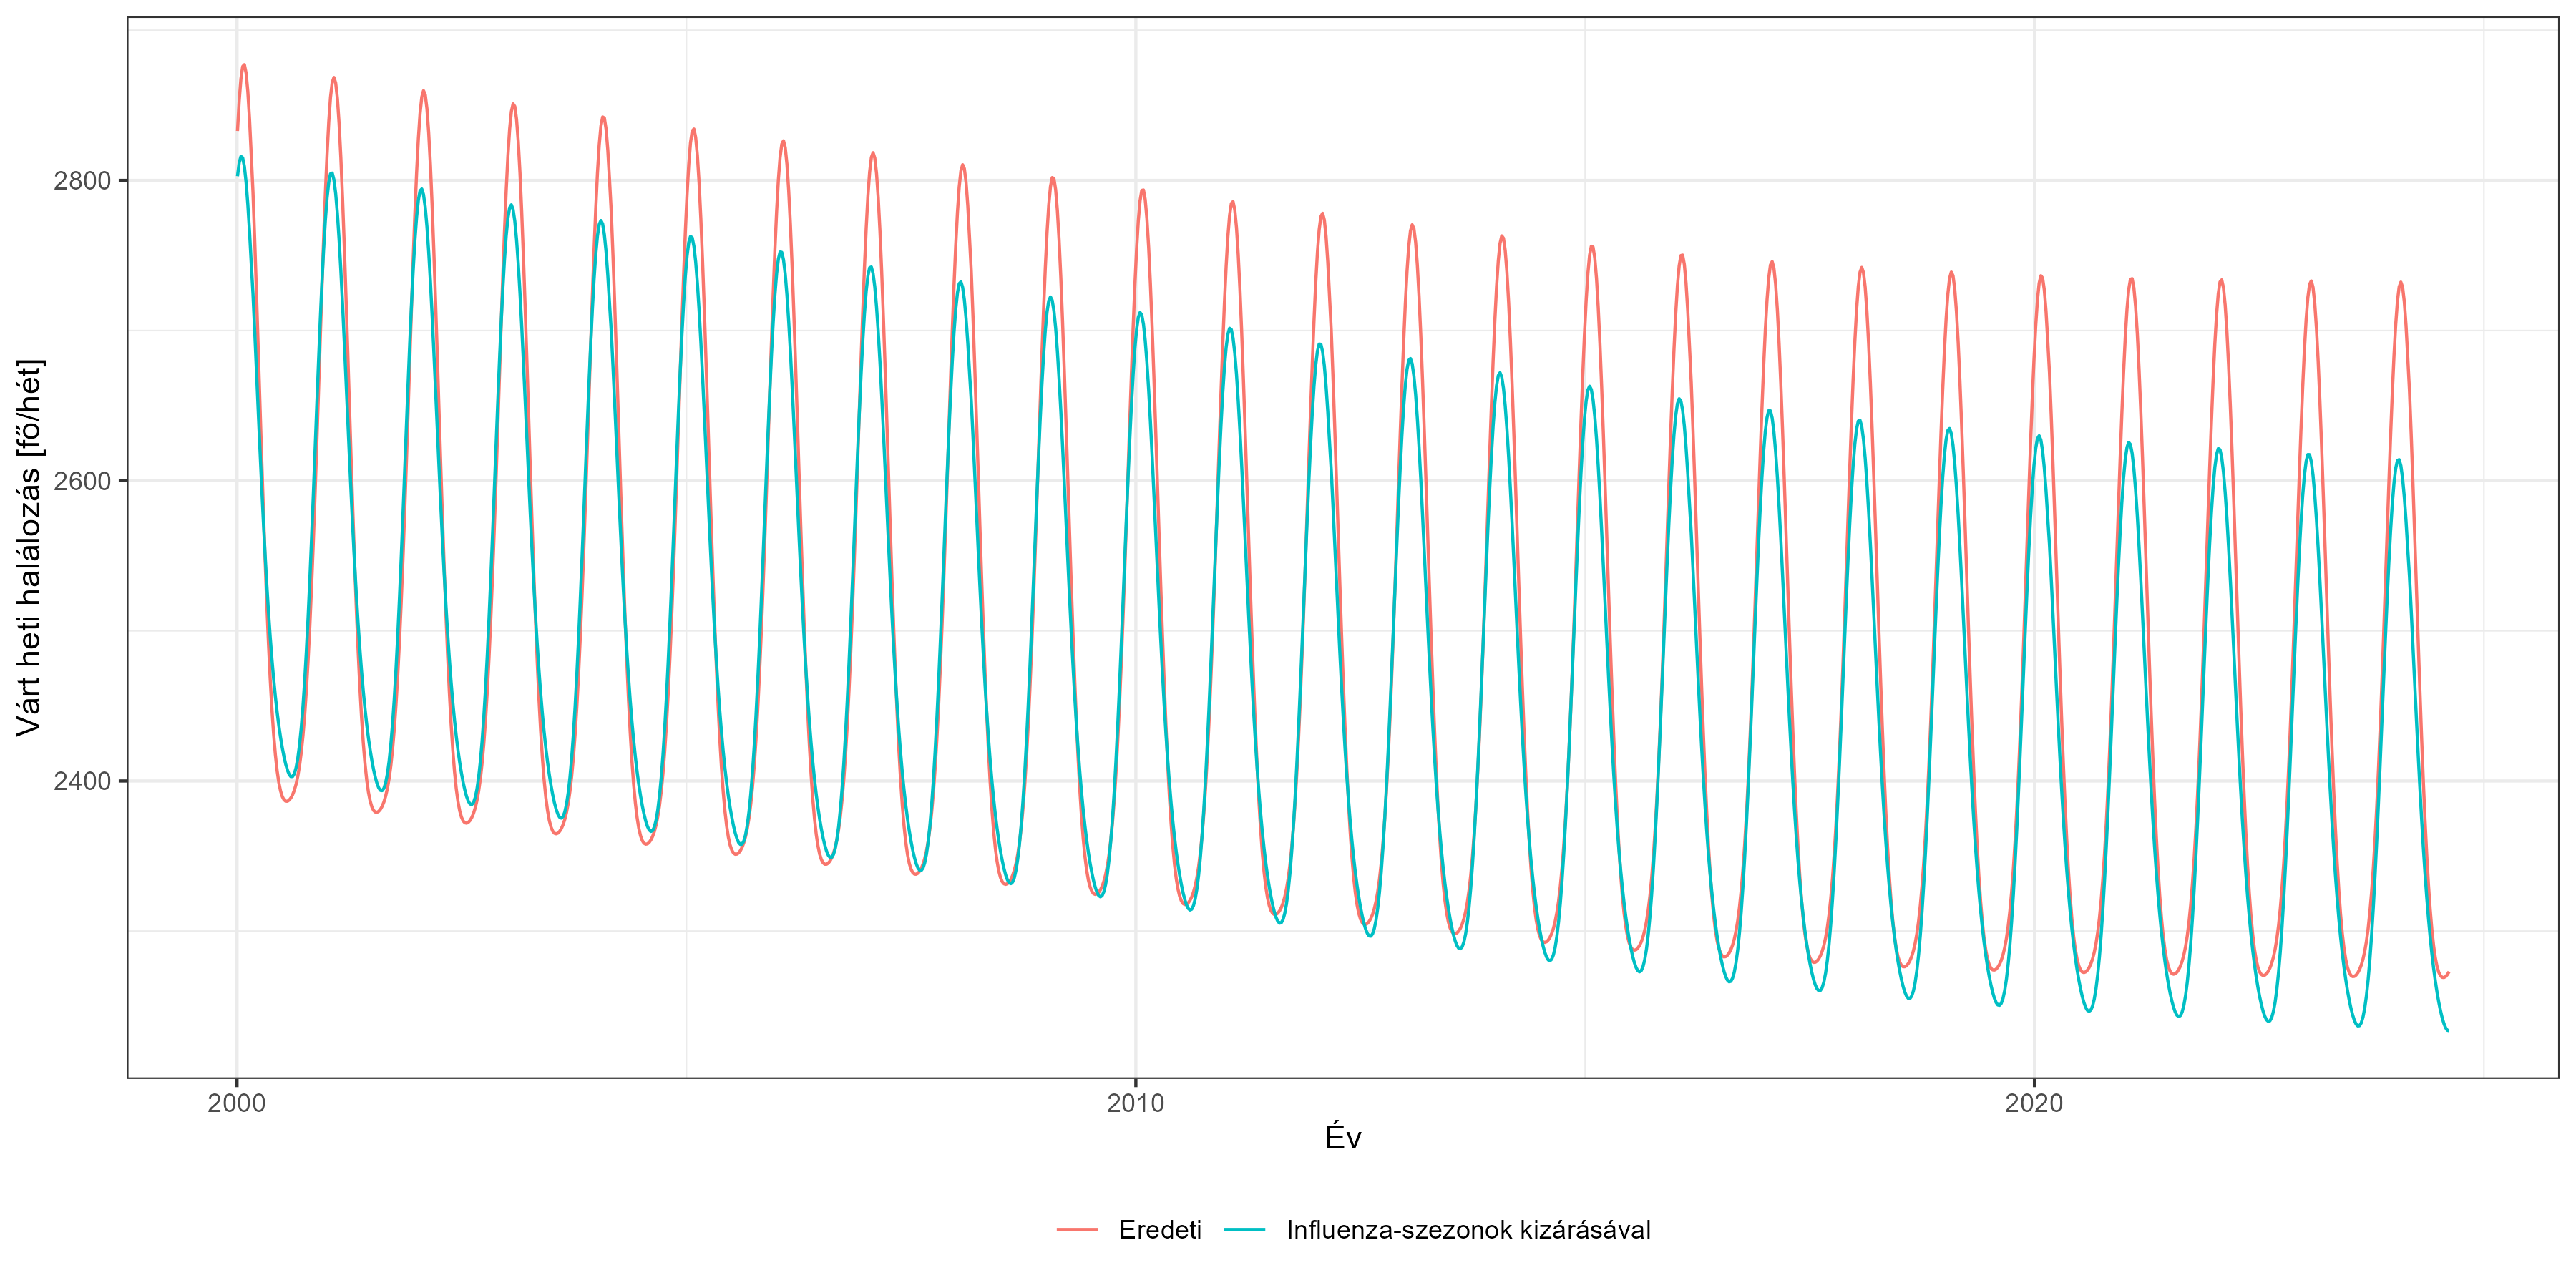 Várt heti halálozás [fő/hét]
2800
2600
2400
2000
2010
2020
Év
Eredeti
Influenza-szezonok kizárásával